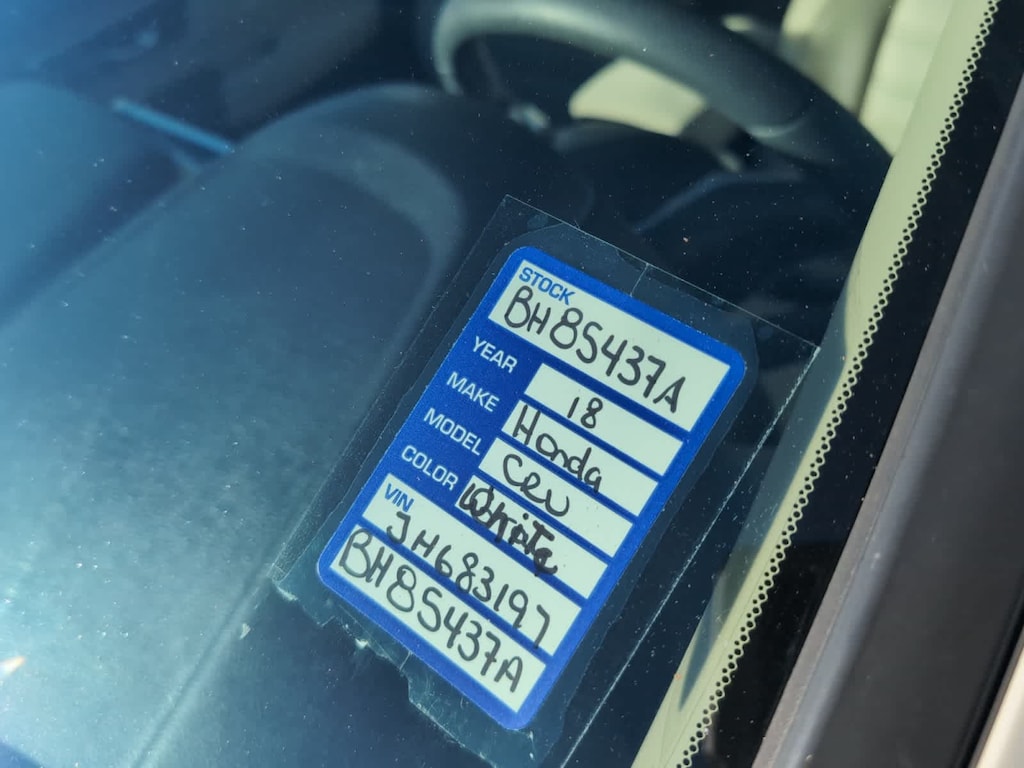 STOCK
BH85437A
YEAR 18
MAKE Honda
MODEL CRV
COLOR White
VIN
JH683197
BH85437A